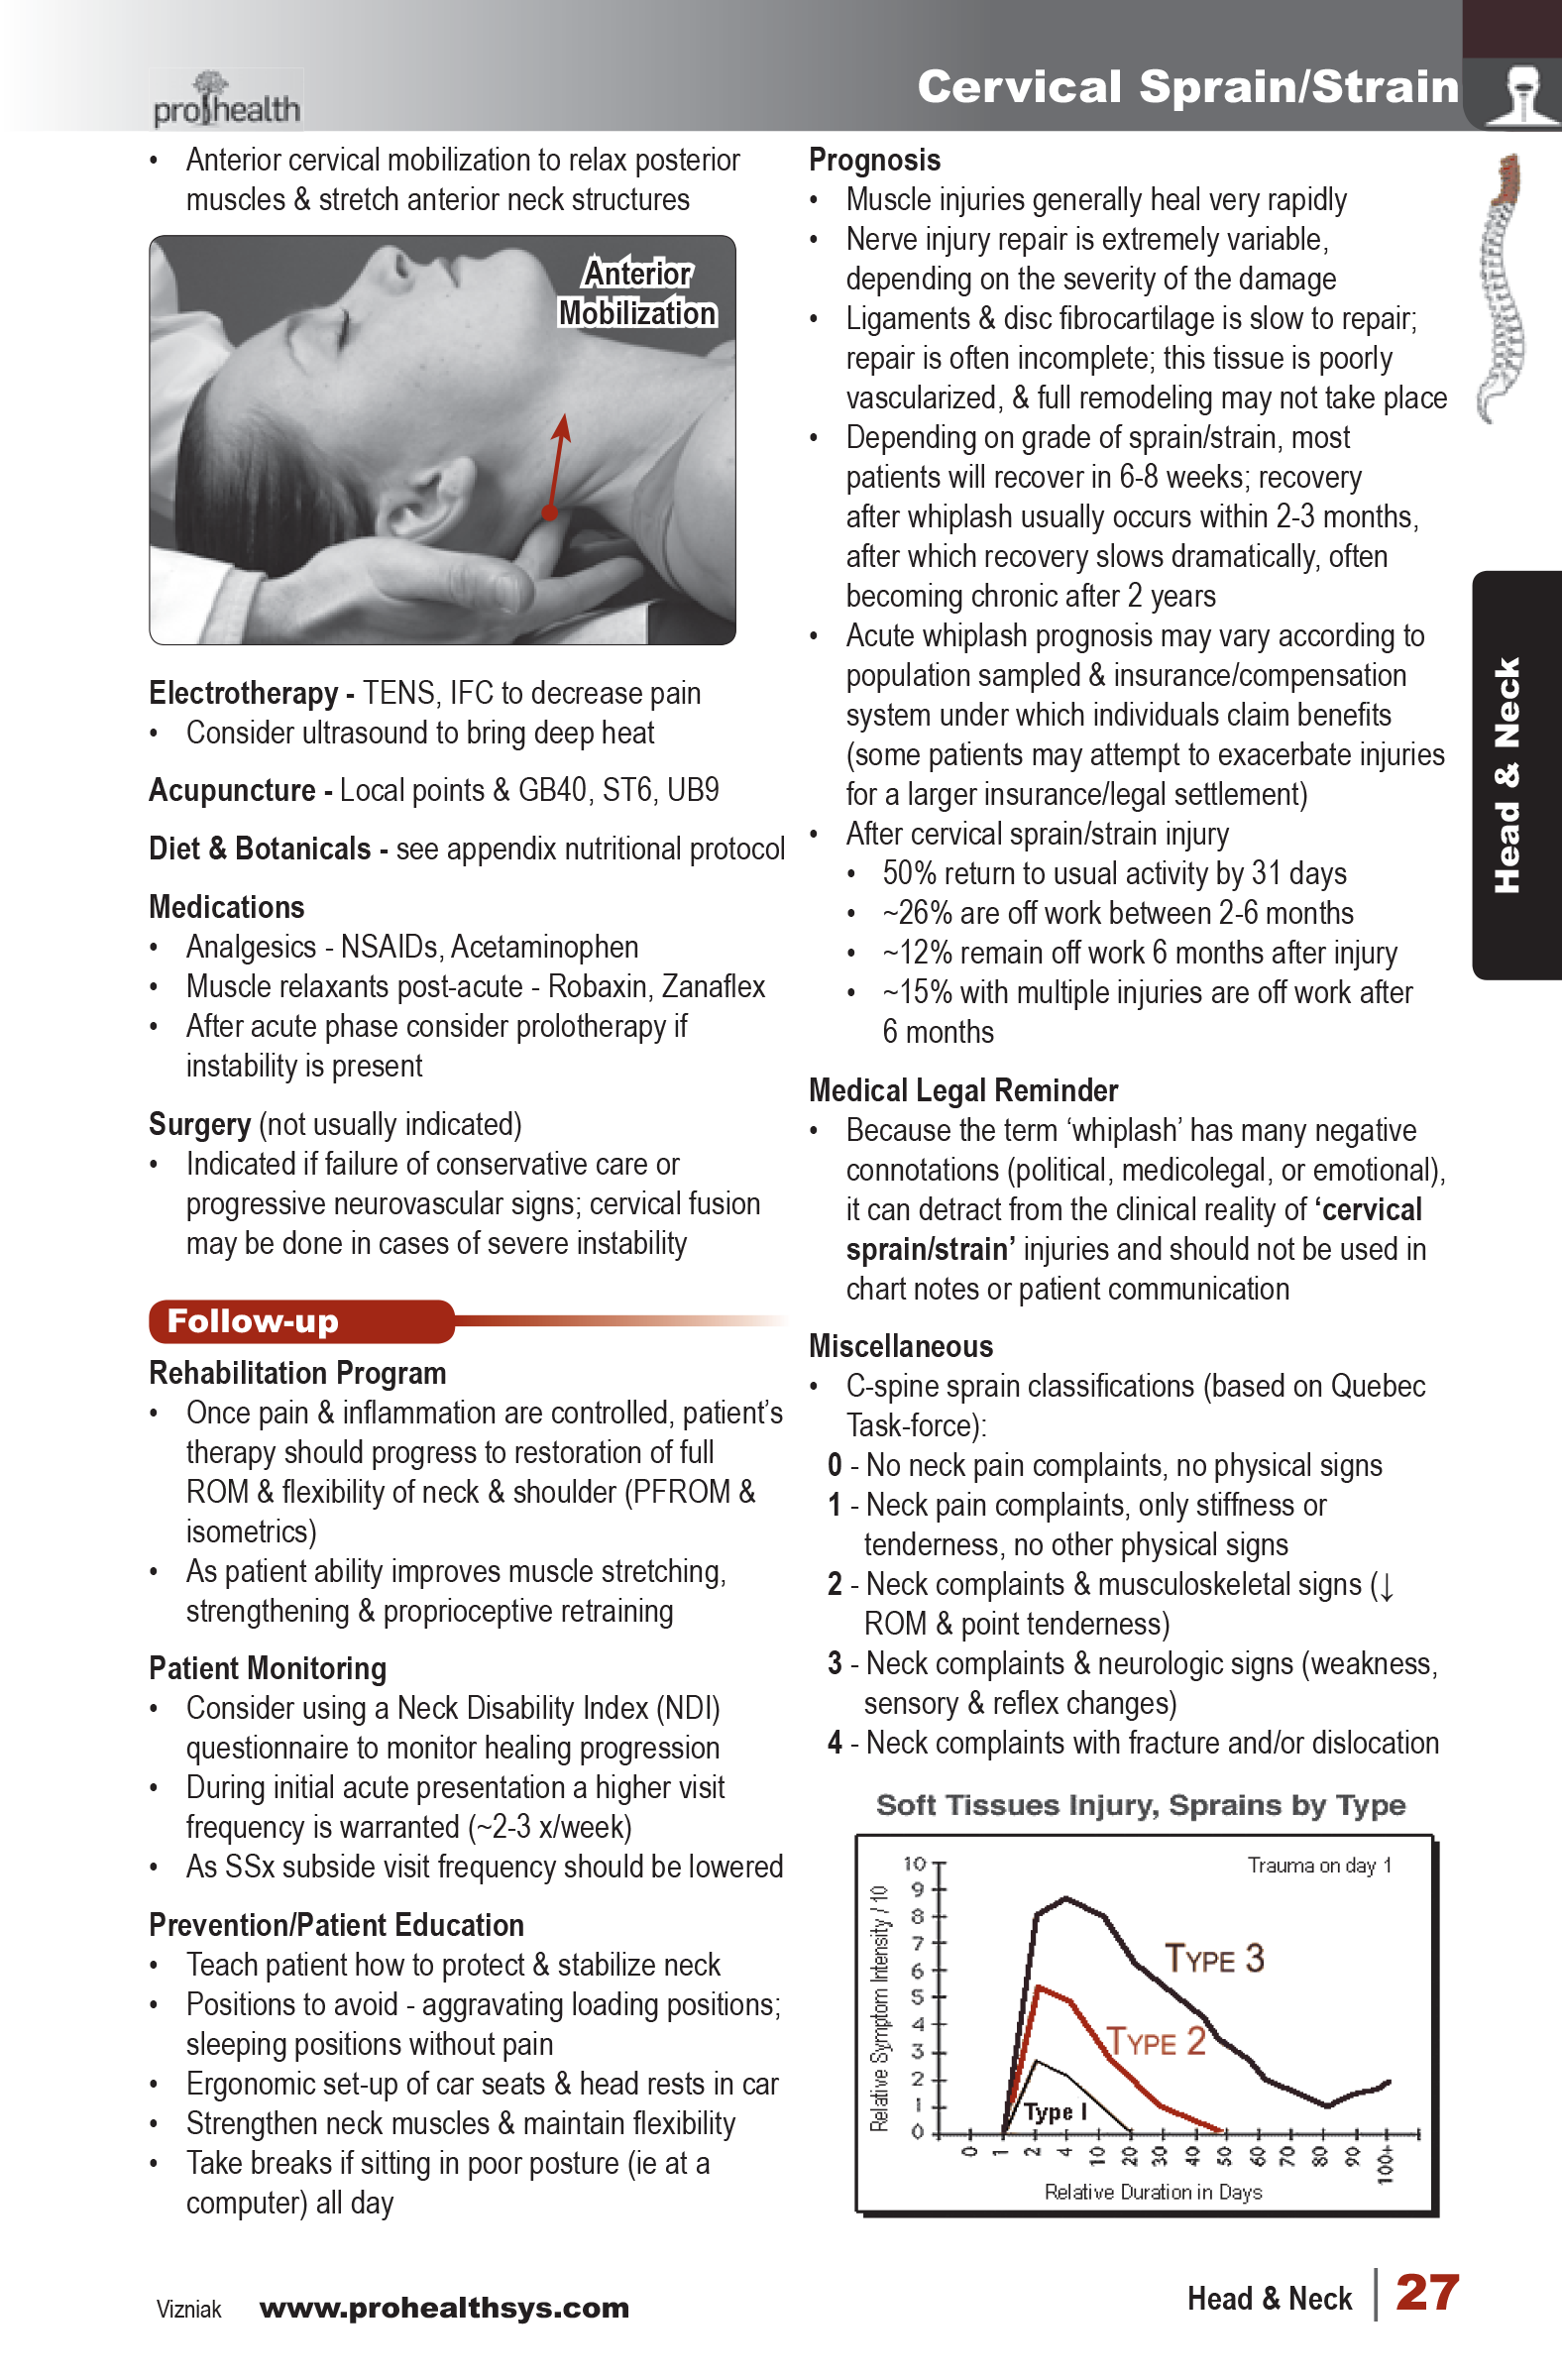 prohealth
Cervical Sprain/Strain
• Anterior cervical mobilization to relax posterior
muscles & stretch anterior neck structures
Anterior
Mobilization
Electrotherapy - TENS, IFC to decrease pain
• Consider ultrasound to bring deep heat
Acupuncture - Local points & GB40, ST6, UB9
Diet & Botanicals - see appendix nutritional protocol
Medications
• Analgesics - NSAIDs, Acetaminophen
• Muscle relaxants post-acute - Robaxin, Zanaflex
• After acute phase consider prolotherapy if
instability is present
Surgery (not usually indicated)
• Indicated if failure of conservative care or
progressive neurovascular signs; cervical fusion
may be done in cases of severe instability
Follow-up
Rehabilitation Program
• Once pain & inflammation are controlled, patient’s
therapy should progress to restoration of full
ROM & flexibility of neck & shoulder (PFROM &
isometrics)
• As patient ability improves muscle stretching,
strengthening & proprioceptive retraining
Patient Monitoring
• Consider using a Neck Disability Index (NDI)
questionnaire to monitor healing progression
• During initial acute presentation a higher visit
frequency is warranted (~2-3 x/week)
• As SSx subside visit frequency should be lowered
Prevention/Patient Education
• Teach patient how to protect & stabilize neck
• Positions to avoid - aggravating loading positions;
sleeping positions without pain
• Ergonomic set-up of car seats & head rests in car
• Strengthen neck muscles & maintain flexibility
• Take breaks if sitting in poor posture (ie at a
computer) all day
Prognosis
• Muscle injuries generally heal very rapidly
• Nerve injury repair is extremely variable,
depending on the severity of the damage
• Ligaments & disc fibrocartilage is slow to repair;
repair is often incomplete; this tissue is poorly
vascularized, & full remodeling may not take place
• Depending on grade of sprain/strain, most
patients will recover in 6-8 weeks; recovery
after whiplash usually occurs within 2-3 months,
after which recovery slows dramatically, often
becoming chronic after 2 years
• Acute whiplash prognosis may vary according to
population sampled & insurance/compensation
system under which individuals claim benefits
(some patients may attempt to exacerbate injuries
for a larger insurance/legal settlement)
• After cervical sprain/strain injury
• 50% return to usual activity by 31 days
• ~26% are off work between 2-6 months
• ~12% remain off work 6 months after injury
• ~15% with multiple injuries are off work after
6 months
Medical Legal Reminder
• Because the term ‘whiplash’ has many negative
connotations (political, medicolegal, or emotional),
it can detract from the clinical reality of ‘cervical
sprain/strain’ injuries and should not be used in
chart notes or patient communication
Miscellaneous
• C-spine sprain classifications (based on Quebec
Task-force):
0 - No neck pain complaints, no physical signs
1 - Neck pain complaints, only stiffness or
tenderness, no other physical signs
2 - Neck complaints & musculoskeletal signs (↓
ROM & point tenderness)
3 - Neck complaints & neurologic signs (weakness,
sensory & reflex changes)
4 - Neck complaints with fracture and/or dislocation
Soft Tissues Injury, Sprains by Type
Trauma on day 1
Relative Symptom Intensity / 10
10
9
8
7
6
5
4
3
2
1
0
TYPE 3
TYPE 2
Type I
0 1 2 4 10 20 30 40 50 60 70 80 90 100+
Relative Duration in Days
Head & Neck
Vizniak www.prohealthsys.com
Head & Neck 27